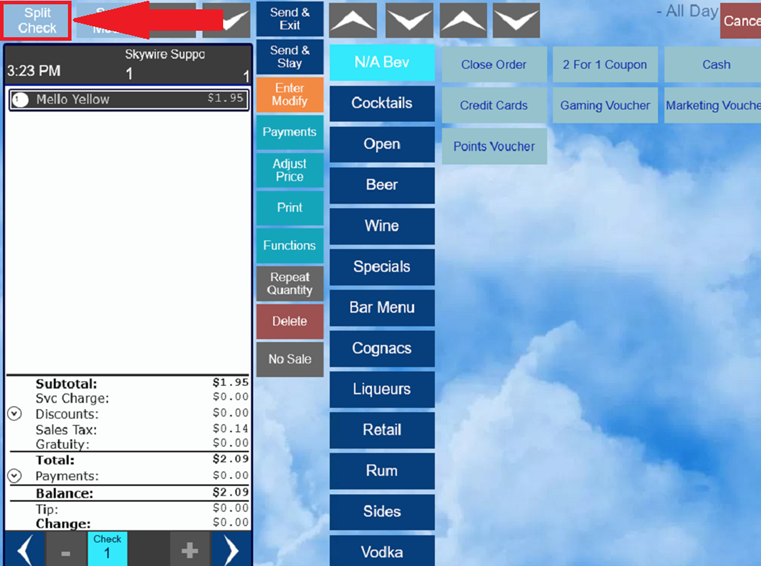 Split
Check
3:23 PM
Skywire Suppo
1
1
1 Mello Yellow $1.95
Subtotal: $1.95
Svc Charge: $0.00
Discounts: $0.00
Sales Tax: $0.14
Gratuity: $0.00
Total: $2.09
Payments: $0.00
Balance: $2.09
Tip: $0.00
Change: $0.00
-
Check
1
+
Send &
Exit
Send &
Stay
Enter
Modify
Payments
Adjust
Price
Print
Functions
Repeat
Quantity
Delete
No Sale
N/A Bev
Cocktails
Open
Beer
Wine
Specials
Bar Menu
Cognacs
Liqueurs
Retail
Rum
Sides
Vodka
- All Day
Cance
Close Order
2 For 1 Coupon
Cash
Credit Cards
Gaming Voucher
Marketing Vouche
Points Voucher